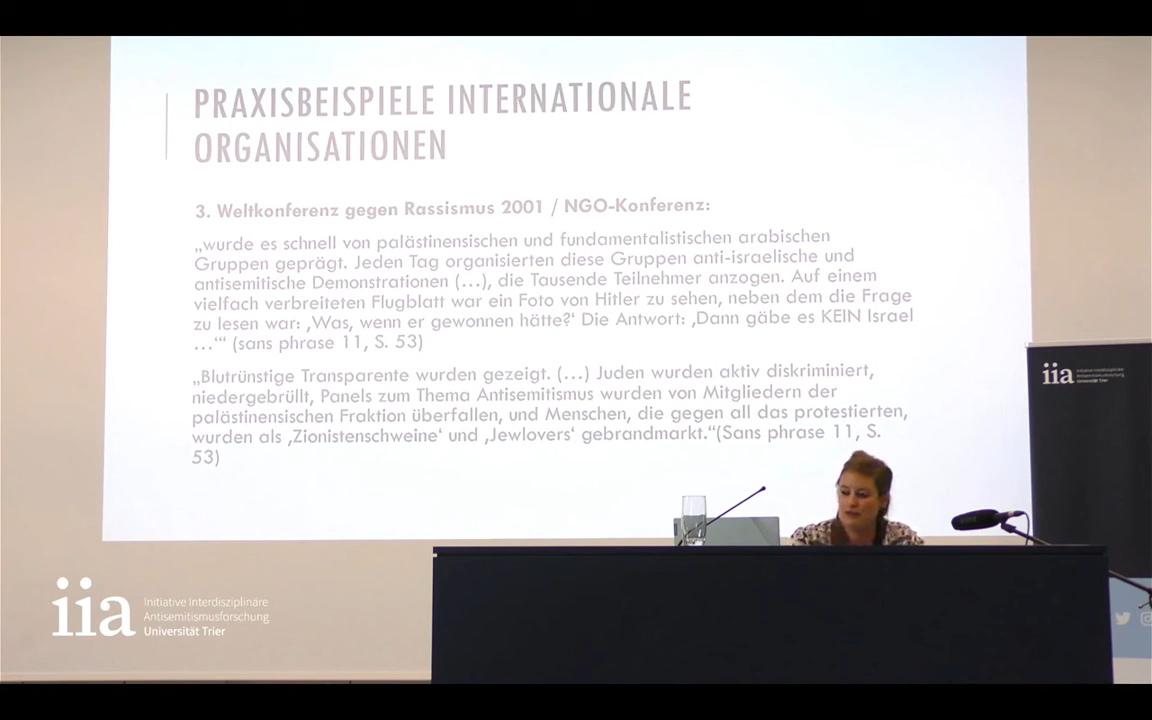 PRAXISBEISPIELE INTERNATIONALE
ORGANISATIONEN
3. Weltkonferenz gegen Rassismus 2001 / NGO-Konferenz:
„wurde es schnell von palästinensischen und fundamentalistischen arabischen
Gruppen geprägt. Jeden Tag organisierten diese Gruppen anti-israelische und
antisemitische Demonstrationen (…), die Tausende Teilnehmer anzogen. Auf einem
vielfach verbreiteten Flugblatt war ein Foto von Hitler zu sehen, neben dem die Frage
zu lesen war: ‚Was, wenn er gewonnen hätte?‘ Die Antwort: ‚Dann gäbe es KEIN Israel
…‘“ (sans phrase 11, S. 53)
„Blutrünstige Transparente wurden gezeigt. (…) Juden wurden aktiv diskriminiert,
niedergebrüllt, Panels zum Thema Antisemitismus wurden von Mitgliedern der
palästinensischen Fraktion überfallen, und Menschen, die gegen all das protestierten,
wurden als ‚Zionistenschweine‘ und ‚Jewlovers‘ gebrandmarkt.“(Sans phrase 11, S.
53)
iia
Initiative Interdisziplinäre
Antisemitismusforschung
Universität Trier
iia
Initiative Interdisziplinäre
Antisemitismusforschung
Universität Trier